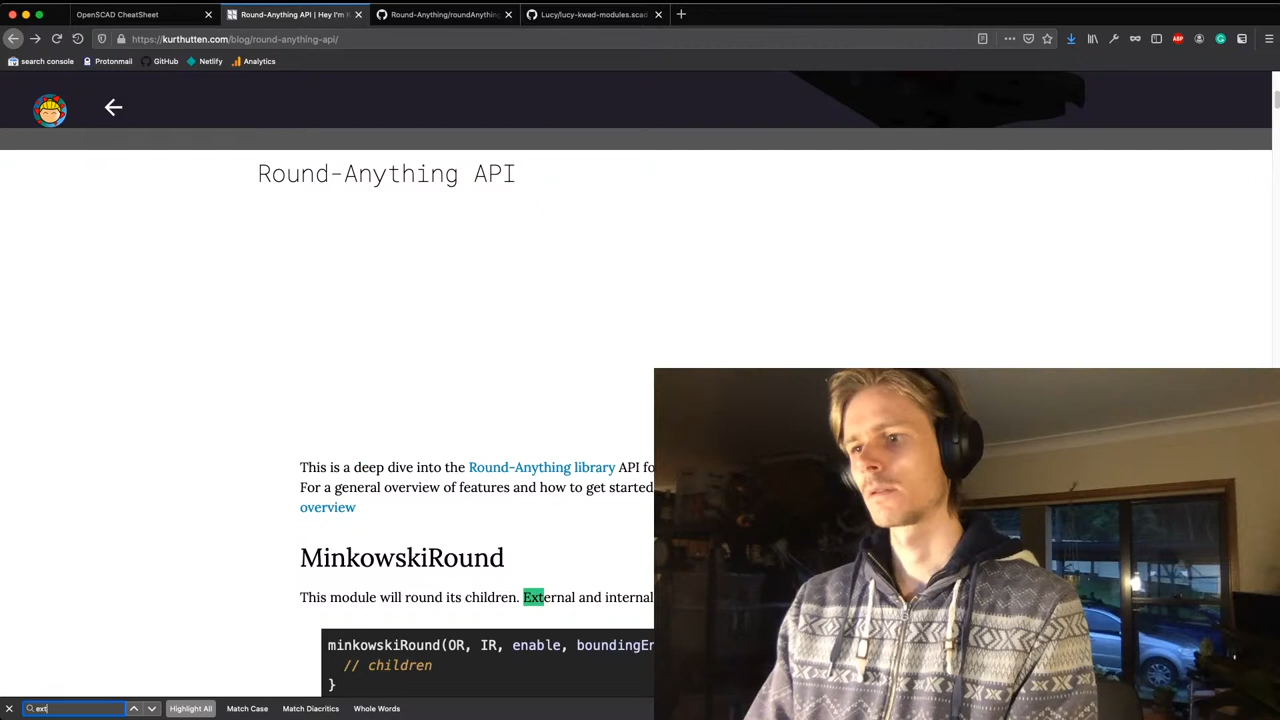 OpenSCAD CheatSheet
Round-Anything API | Hey I'm K
Round-Anything/roundAnything
Lucy/lucy-kwad-modules.scad
https://kurthutten.com/blog/round-anything-api/
ABP
search console
Protonmail
GitHub
Netlify
Analytics
Round-Anything API
This is a deep dive into the Round-Anything library API fo
For a general overview of features and how to get started
overview
MinkowskiRound
This module will round its children. External and internal
minkowskiRound(OR, IR, enable, boundingEn
// children
}
ext
Highlight All
Match Case
Match Diacritics
Whole Words